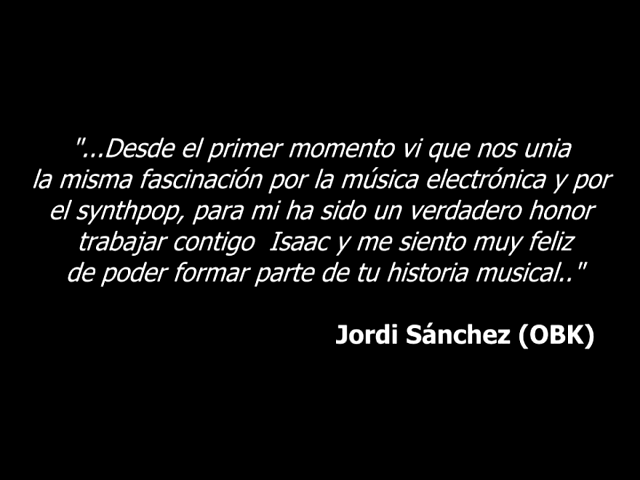 "...Desde el primer momento vi que nos unia
la misma fascinación por la música electrónica y por
el synthpop, para mi ha sido un verdadero honor
trabajar contigo  Isaac y me siento muy feliz
de poder formar parte de tu historia musical.."
Jordi Sánchez (OBK)